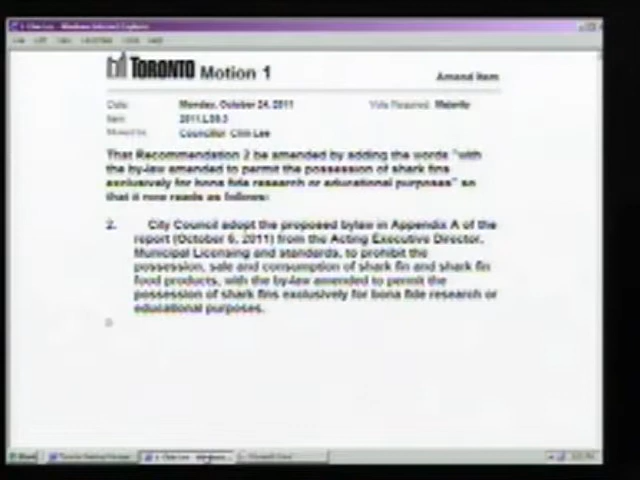 TORONTO Motion 1
Amend Item
Date: Monday, October 24, 2011 Vote Required: Majority
Item: 2011.LS9.3
Moved by: Councillor Chin Lee
That Recommendation 2 be amended by adding the words "with
the by-law amended to permit the possession of shark fins
exclusively for bona fide research or educational purposes" so
that it now reads as follows:
2. City Council adopt the proposed bylaw in Appendix A of the
report (October 6, 2011) from the Acting Executive Director,
Municipal Licensing and standards, to prohibit the
possession, sale and consumption of shark fin and shark fin
food products, with the by-law amended to permit the
possession of shark fins exclusively for bona fide research or
educational purposes.